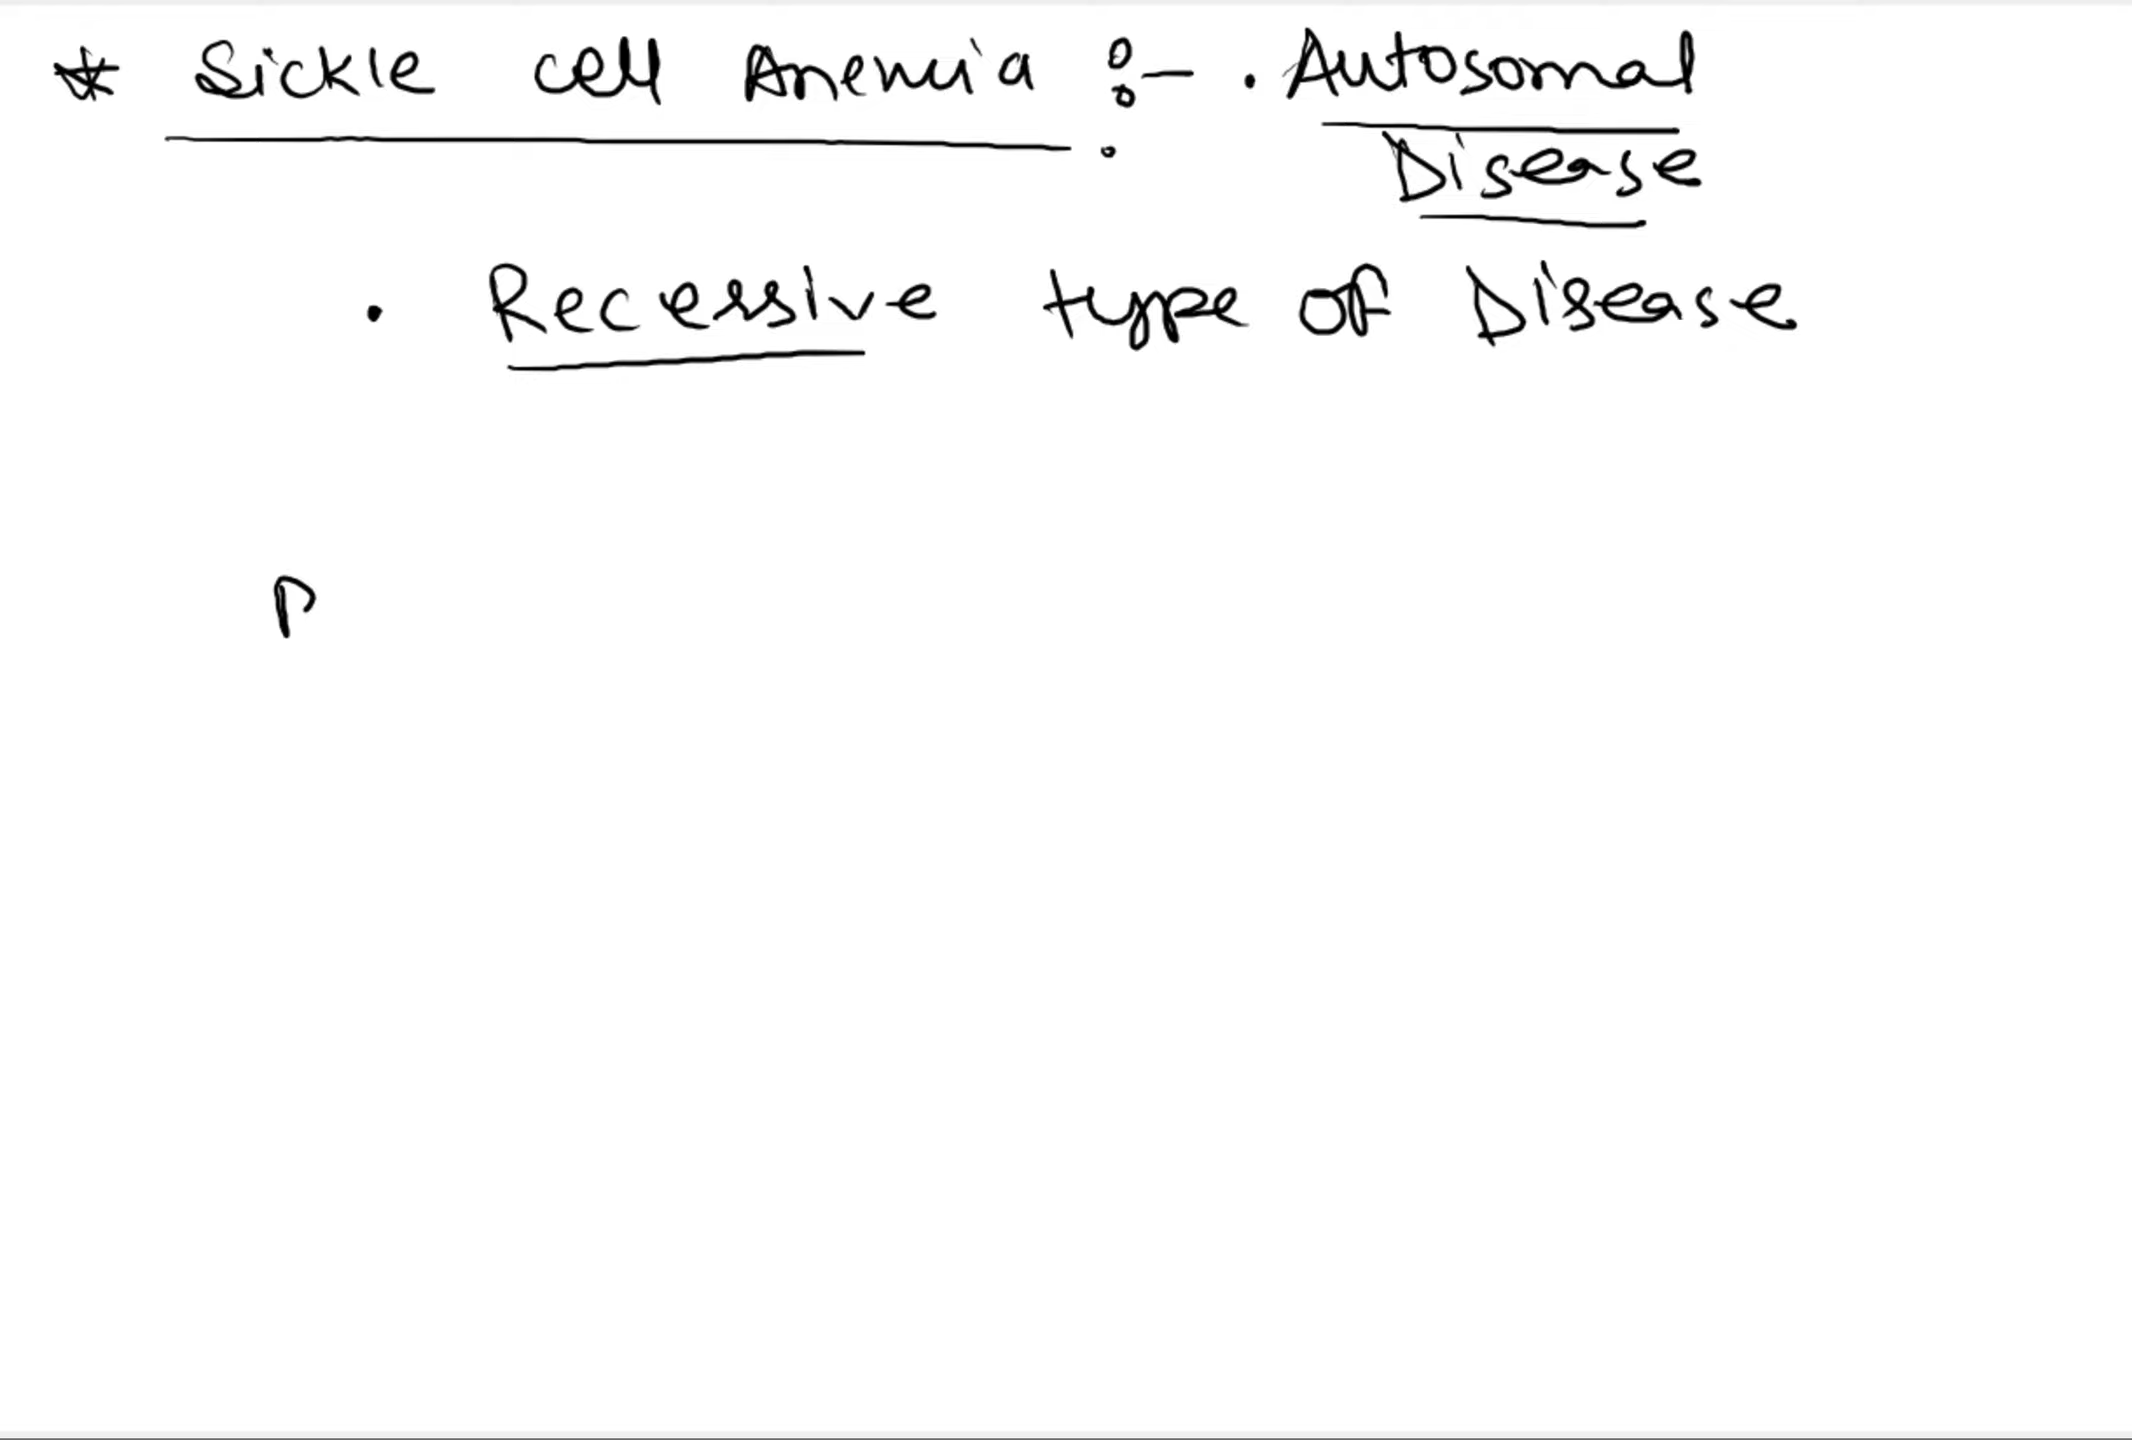 * Sickle cell Anemia :- . Autosomal
Disease
. Recessive type of Disease
P